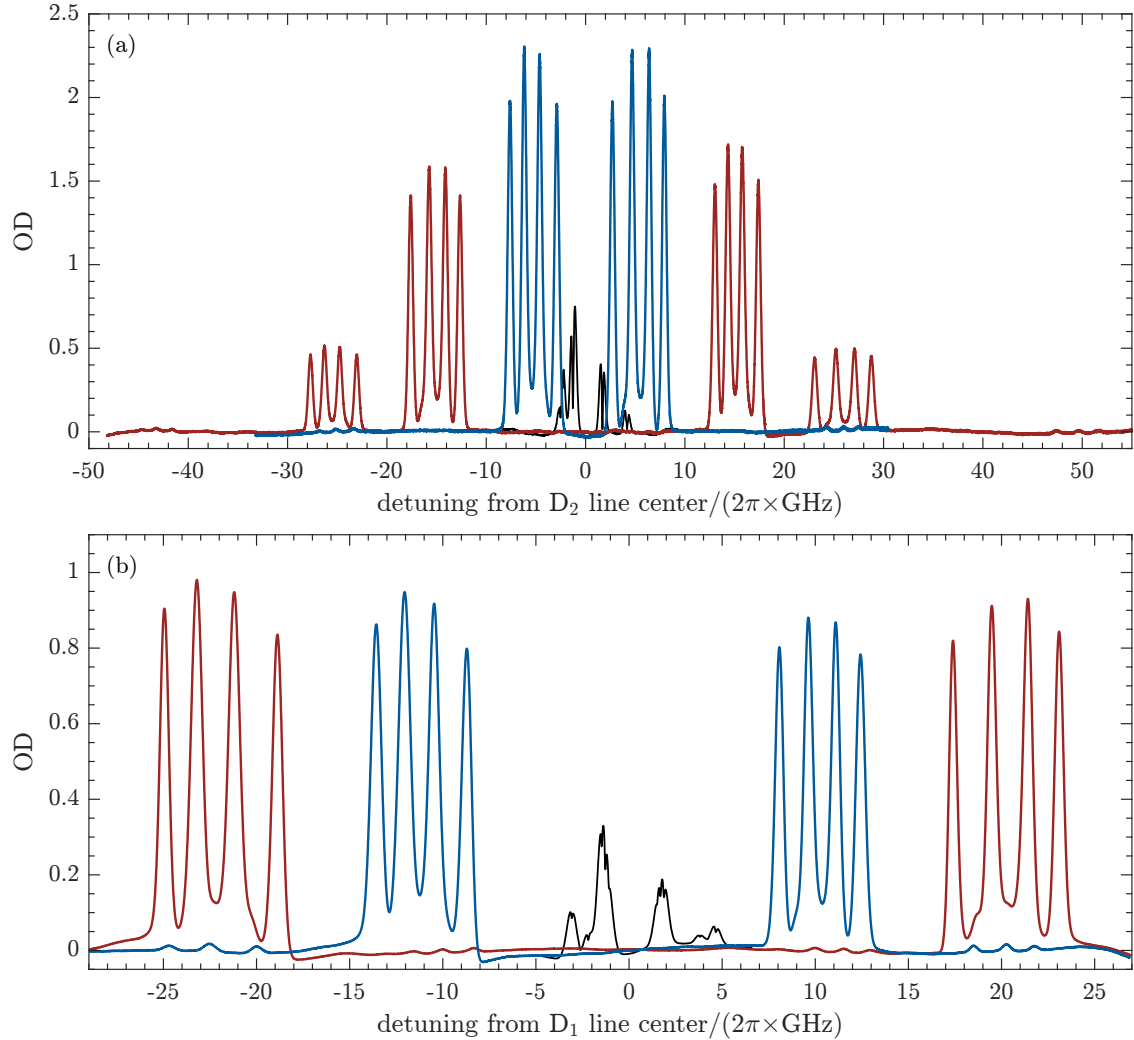 (a)
2.5
2
1.5
1
0.5
0
OD
-50 -40 -30 -20 -10 0 10 20 30 40 50
detuning from D₂ line center/(2π×GHz)
(b)
1
0.8
0.6
0.4
0.2
0
OD
-25 -20 -15 -10 -5 0 5 10 15 20 25
detuning from D₁ line center/(2π×GHz)